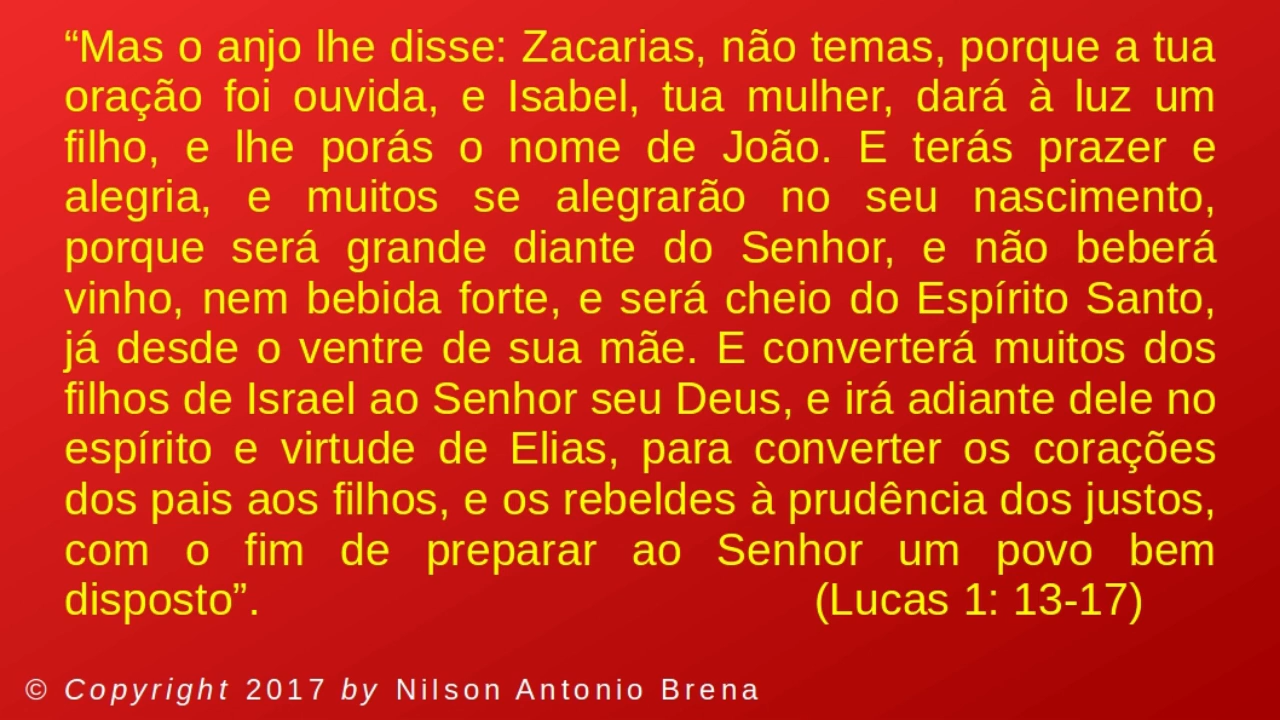 “Mas o anjo lhe disse: Zacarias, não temas, porque a tua
oração foi ouvida, e Isabel, tua mulher, dará à luz um
filho, e lhe porás o nome de João. E terás prazer e
alegria, e muitos se alegrarão no seu nascimento,
porque será grande diante do Senhor, e não beberá
vinho, nem bebida forte, e será cheio do Espírito Santo,
já desde o ventre de sua mãe. E converterá muitos dos
filhos de Israel ao Senhor seu Deus, e irá adiante dele no
espírito e virtude de Elias, para converter os corações
dos pais aos filhos, e os rebeldes à prudência dos justos,
com o fim de preparar ao Senhor um povo bem
disposto”. (Lucas 1: 13-17)
© Copyright 2017 by Nilson Antonio Brena